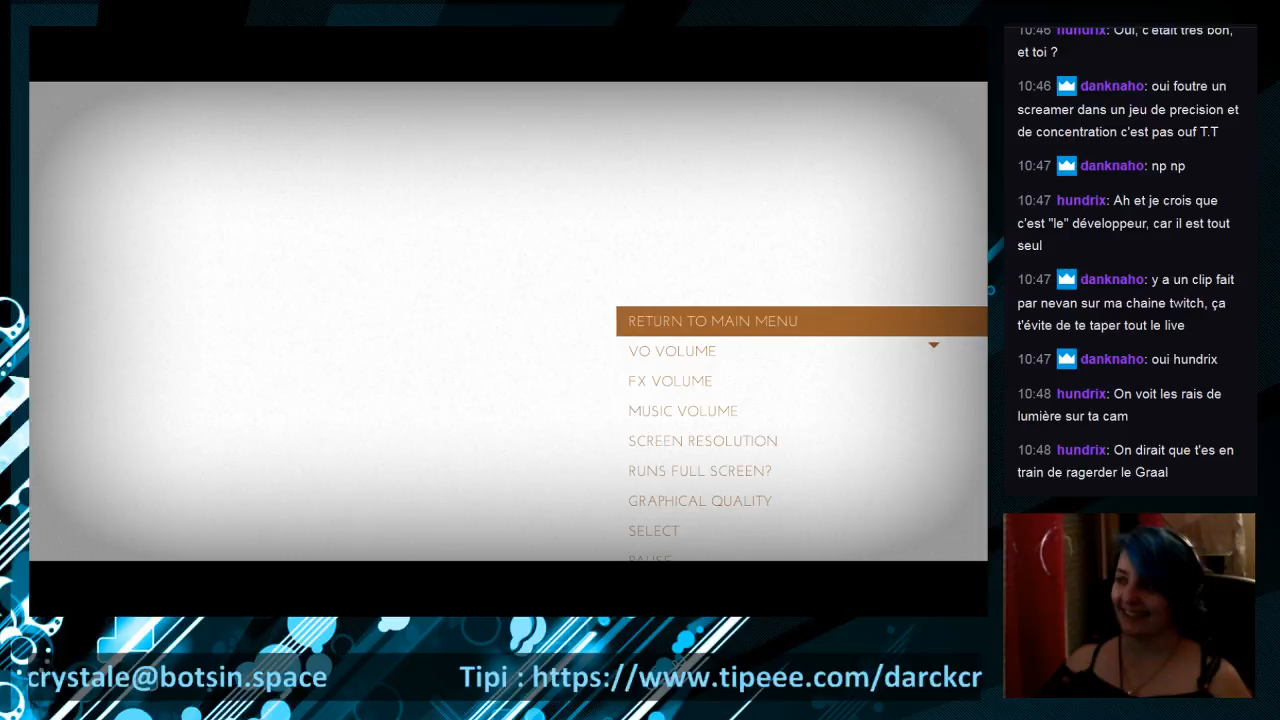 RETURN TO MAIN MENU
VO VOLUME
FX VOLUME
MUSIC VOLUME
SCREEN RESOLUTION
RUNS FULL SCREEN?
GRAPHICAL QUALITY
SELECT
PAUSE
10:46 hundrix: Oui, c'était très bon,
et toi ?
10:46 danknaho: oui foutre un
screamer dans un jeu de precision et
de concentration c'est pas ouf T.T
10:47 danknaho: np np
10:47 hundrix: Ah et je crois que
c'est "le" développeur, car il est tout
seul
10:47 danknaho: y a un clip fait
par nevan sur ma chaine twitch, ça
t'évite de te taper tout le live
10:47 danknaho: oui hundrix
10:48 hundrix: On voit les rais de
lumière sur ta cam
10:48 hundrix: On dirait que t'es en
train de ragerder le Graal
crystale@botsin.space Tipi : https://www.tipeee.com/darckcr